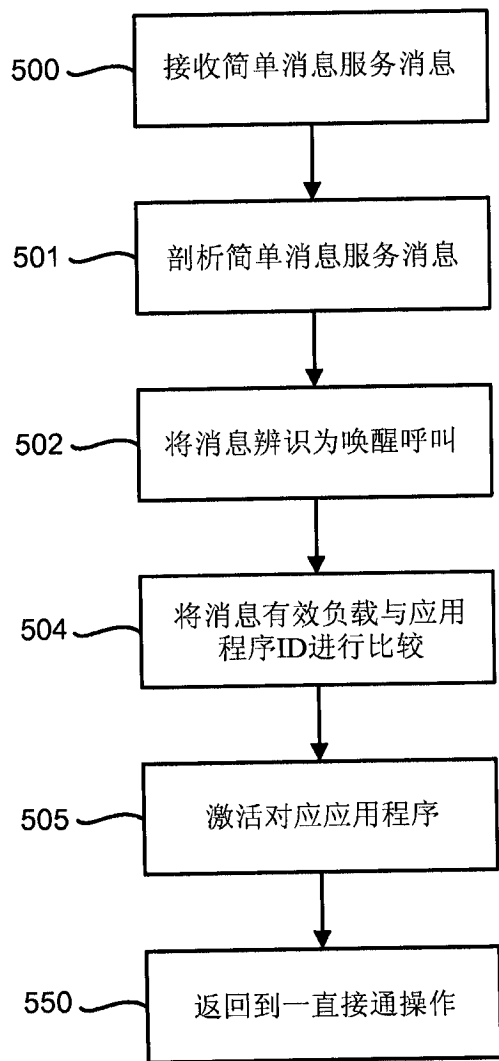 500
接收简单消息服务消息
501
剖析简单消息服务消息
502
将消息辨识为唤醒呼叫
504
将消息有效负载与应用
程序ID进行比较
505
激活对应应用程序
550
返回到一直接通操作